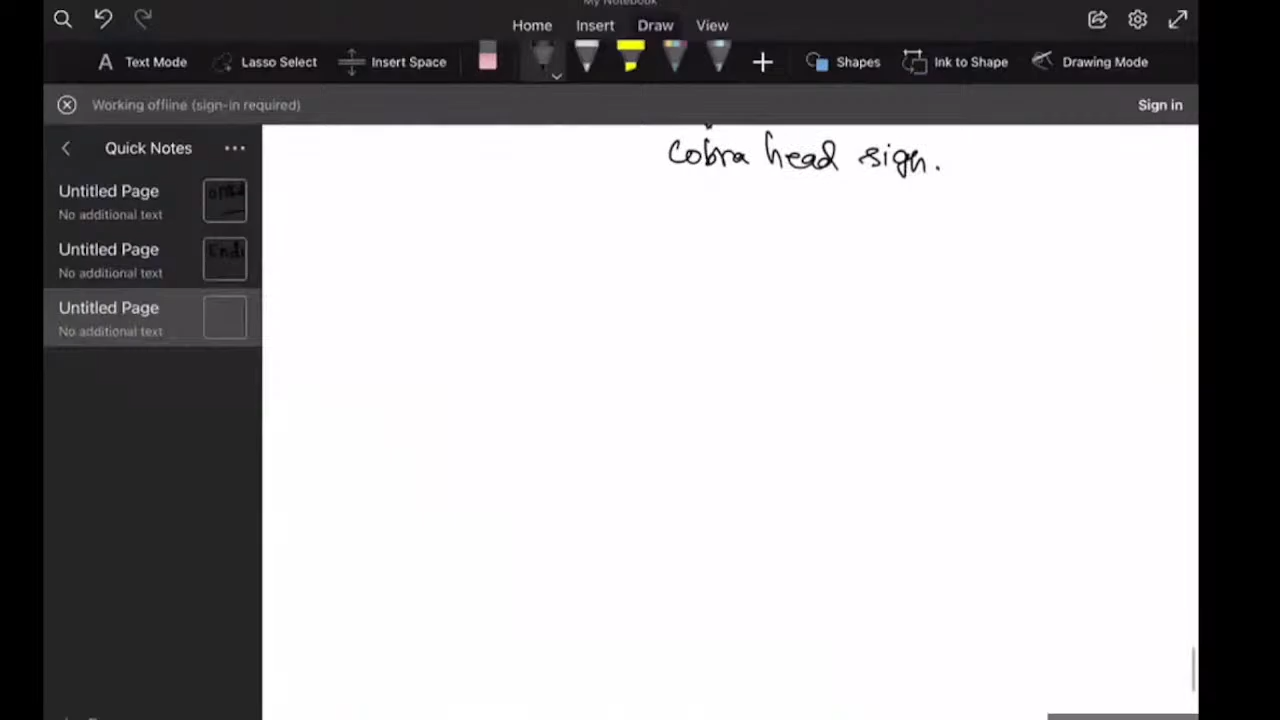 My Notebook
Home Insert Draw View
Text Mode Lasso Select Insert Space Shapes Ink to Shape Drawing Mode
Working offline (sign-in required) Sign in
Quick Notes
Untitled Page
No additional text
Untitled Page
No additional text
Untitled Page
No additional text
cobra head sign.